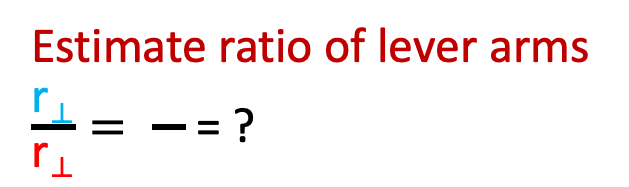 Estimate ratio of lever arms
r⊥
— = — = ?
r⊥